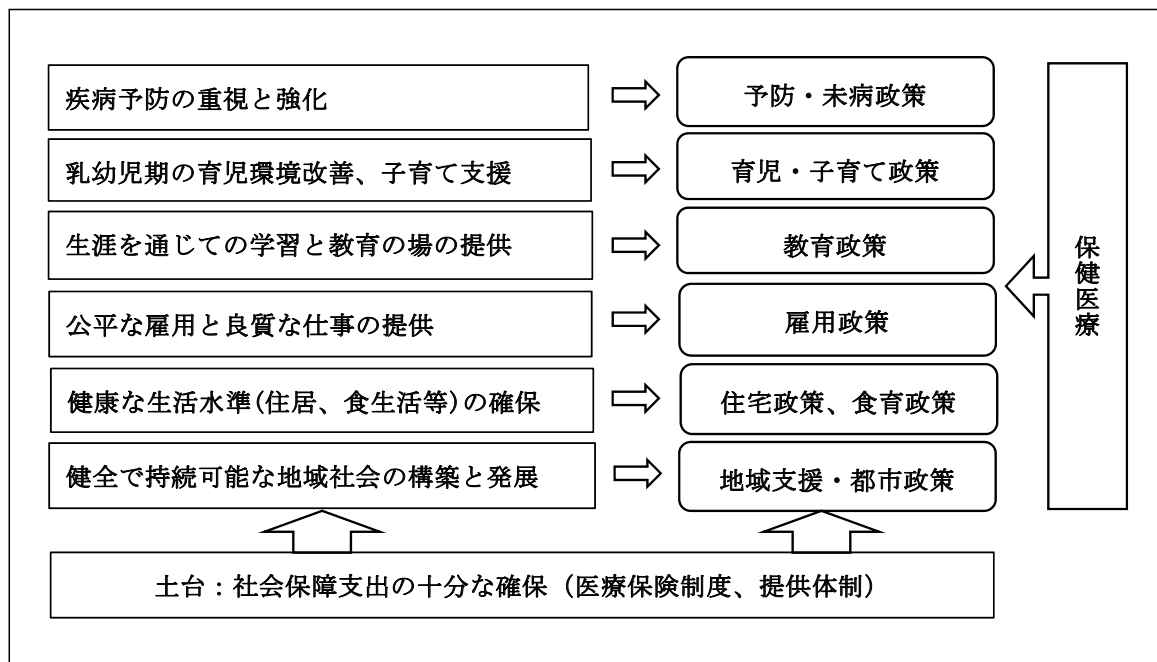 疾病予防の重視と強化
予防・未病政策
乳幼児期の育児環境改善、子育て支援
育児・子育て政策
生涯を通じての学習と教育の場の提供
教育政策
公平な雇用と良質な仕事の提供
雇用政策
健康な生活水準(住居、食生活等)の確保
住宅政策、食育政策
健全で持続可能な地域社会の構築と発展
地域支援・都市政策
保健医療
土台：社会保障支出の十分な確保（医療保険制度、提供体制）